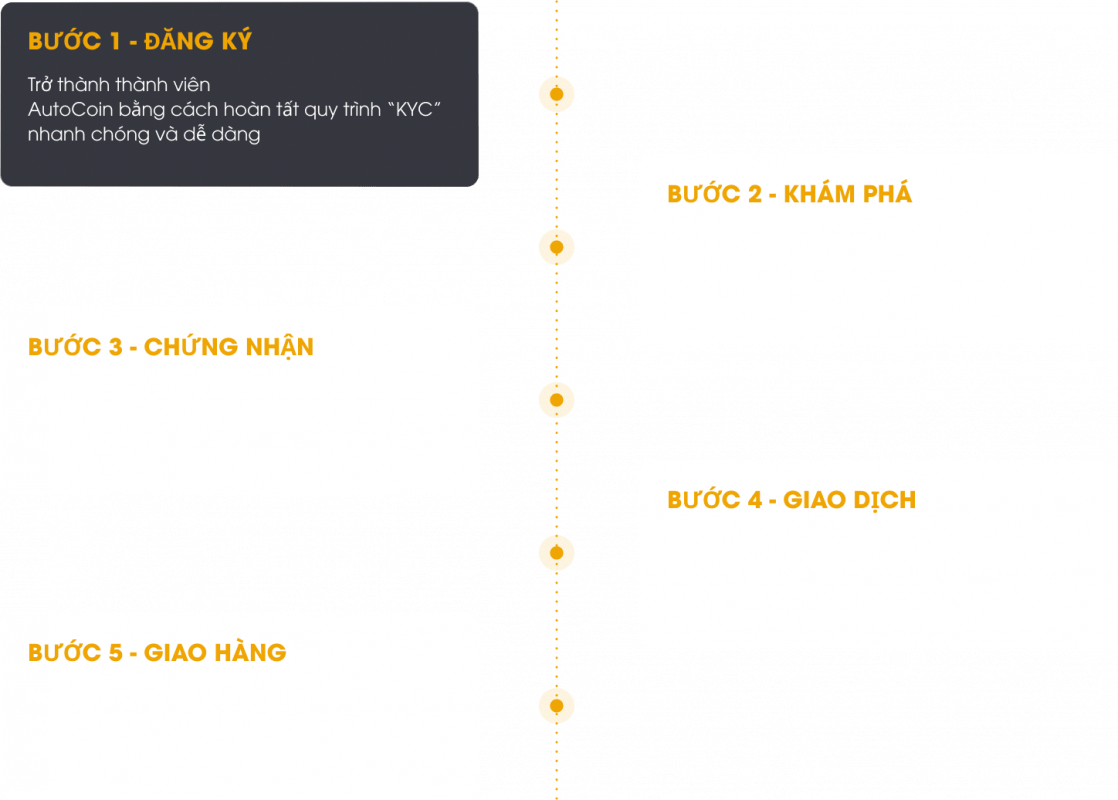 BƯỚC 1 - ĐĂNG KÝ
Trở thành thành viên
AutoCoin bằng cách hoàn tất quy trình “KYC”
nhanh chóng và dễ dàng
BƯỚC 2 - KHÁM PHÁ
BƯỚC 3 - CHỨNG NHẬN
BƯỚC 4 - GIAO DỊCH
BƯỚC 5 - GIAO HÀNG